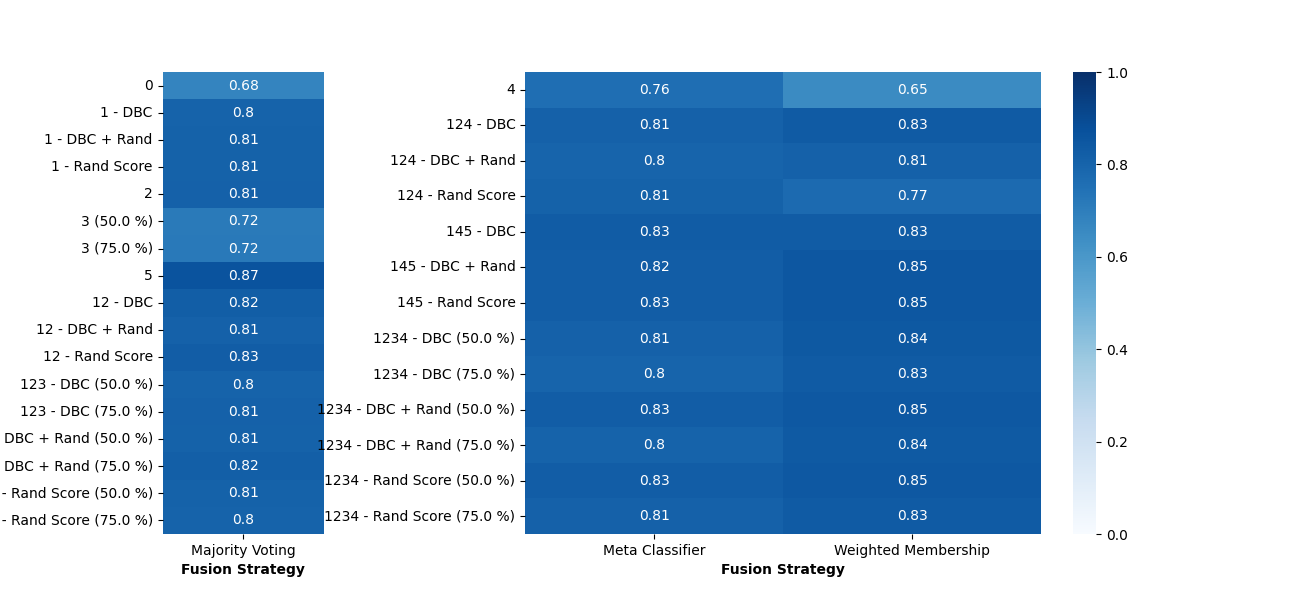 0 0.68
1 - DBC 0.8
1 - DBC + Rand 0.81
1 - Rand Score 0.81
2 0.81
3 (50.0 %) 0.72
3 (75.0 %) 0.72
5 0.87
12 - DBC 0.82
12 - DBC + Rand 0.81
12 - Rand Score 0.83
123 - DBC (50.0 %) 0.8
123 - DBC (75.0 %) 0.81
DBC + Rand (50.0 %) 0.81
DBC + Rand (75.0 %) 0.82
- Rand Score (50.0 %) 0.81
- Rand Score (75.0 %) 0.8
Majority Voting
Fusion Strategy
4 0.76 0.65
124 - DBC 0.81 0.83
124 - DBC + Rand 0.8 0.81
124 - Rand Score 0.81 0.77
145 - DBC 0.83 0.83
145 - DBC + Rand 0.82 0.85
145 - Rand Score 0.83 0.85
1234 - DBC (50.0 %) 0.81 0.84
1234 - DBC (75.0 %) 0.8 0.83
1234 - DBC + Rand (50.0 %) 0.83 0.85
1234 - DBC + Rand (75.0 %) 0.8 0.84
1234 - Rand Score (50.0 %) 0.83 0.85
1234 - Rand Score (75.0 %) 0.81 0.83
Meta Classifier Weighted Membership
Fusion Strategy
1.0
0.8
0.6
0.4
0.2
0.0